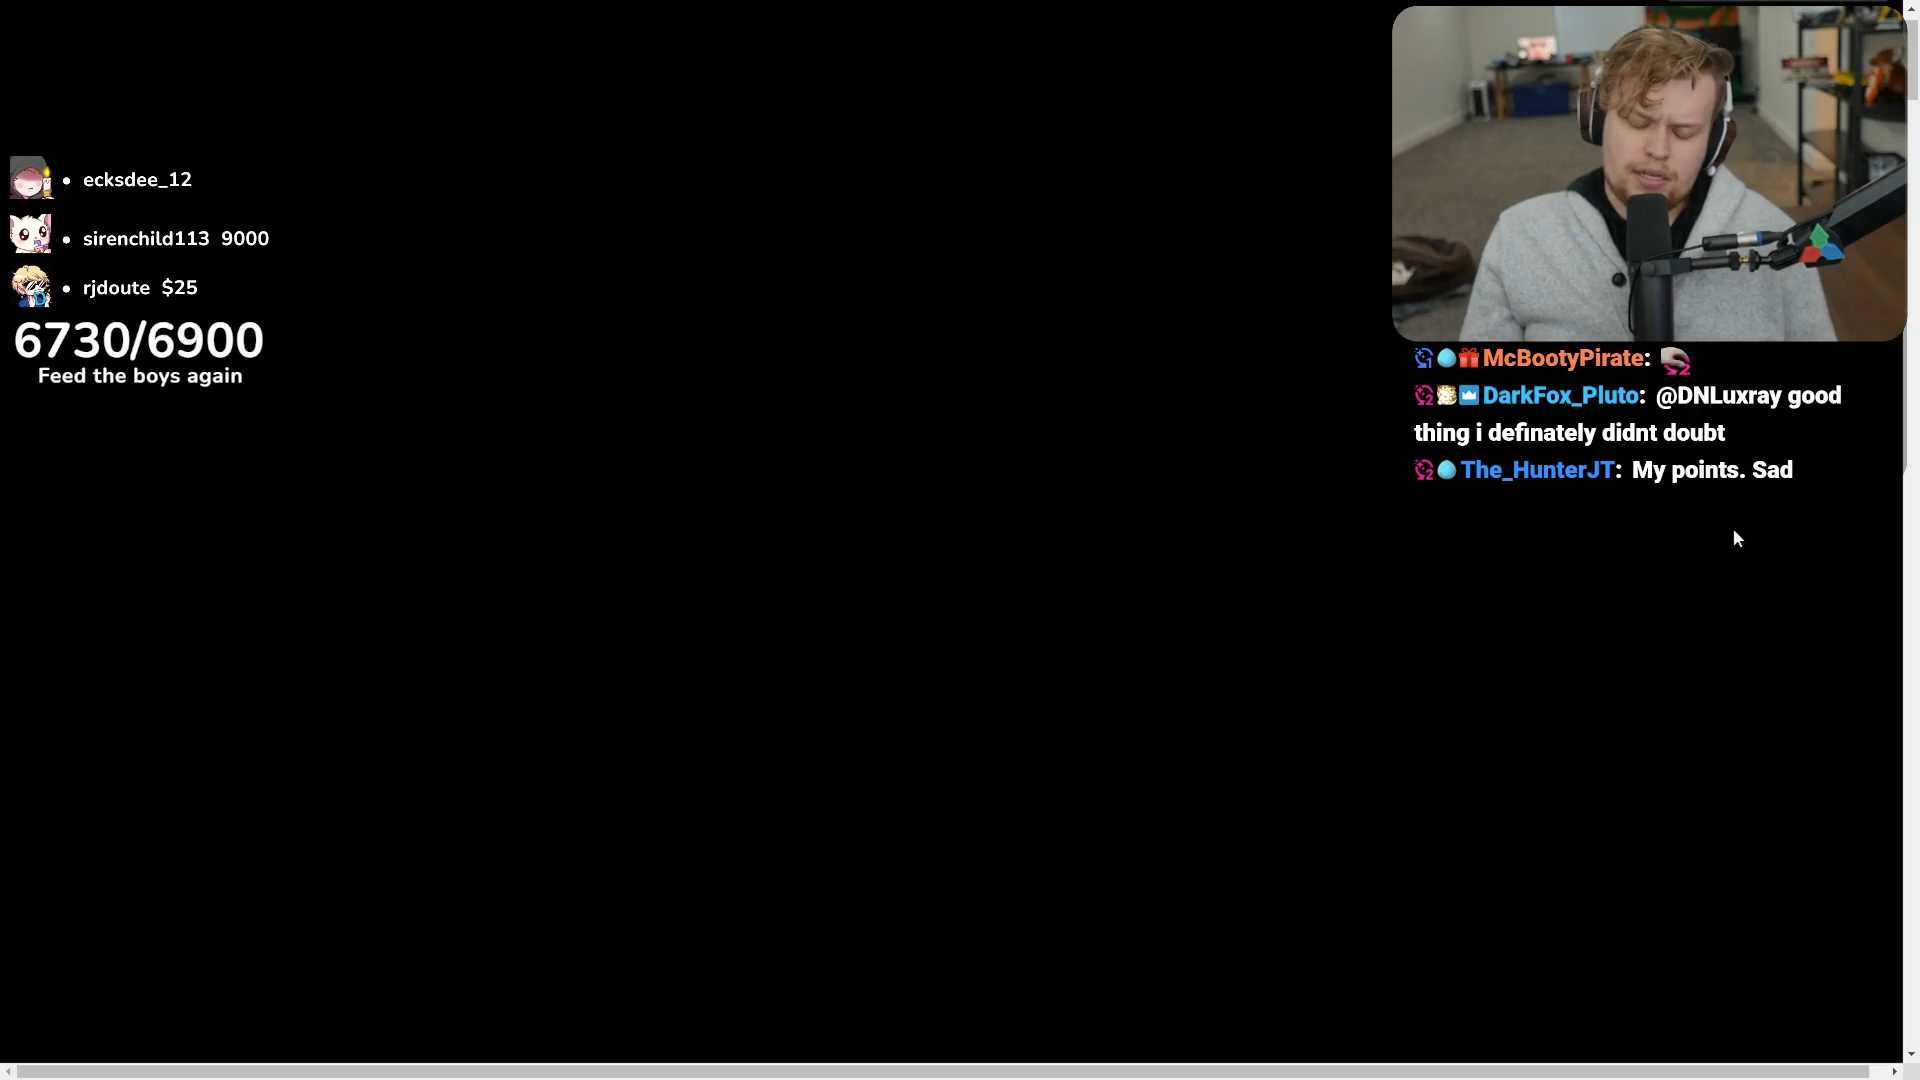 ecksdee_12
sirenchild113 9000
rjdoute $25
6730/6900
Feed the boys again
McBootyPirate:
DarkFox_Pluto: @DNLuxray good
thing i definately didnt doubt
The_HunterJT: My points. Sad